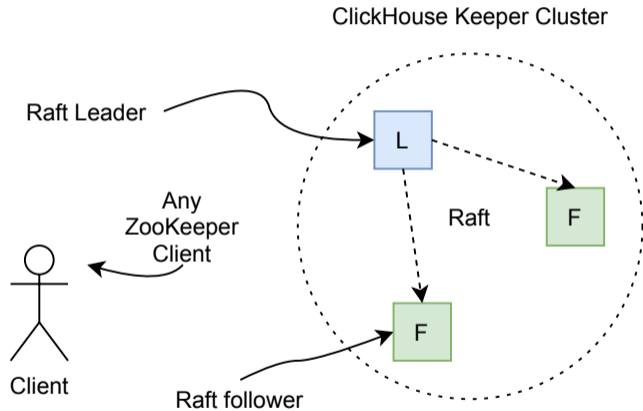 ClickHouse Keeper Cluster
Raft Leader
L
Any
ZooKeeper
Client
Raft
F
F
Client
Raft follower